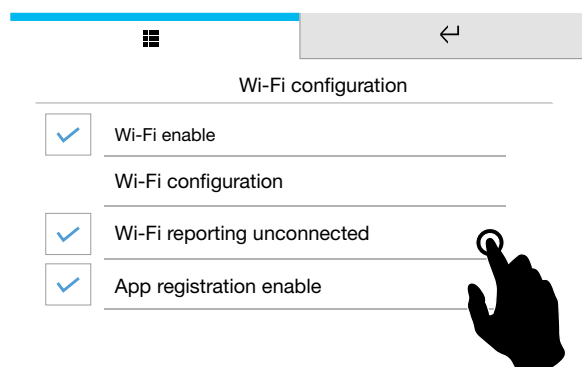 Wi-Fi configuration
Wi-Fi enable
Wi-Fi configuration
Wi-Fi reporting unconnected
App registration enable